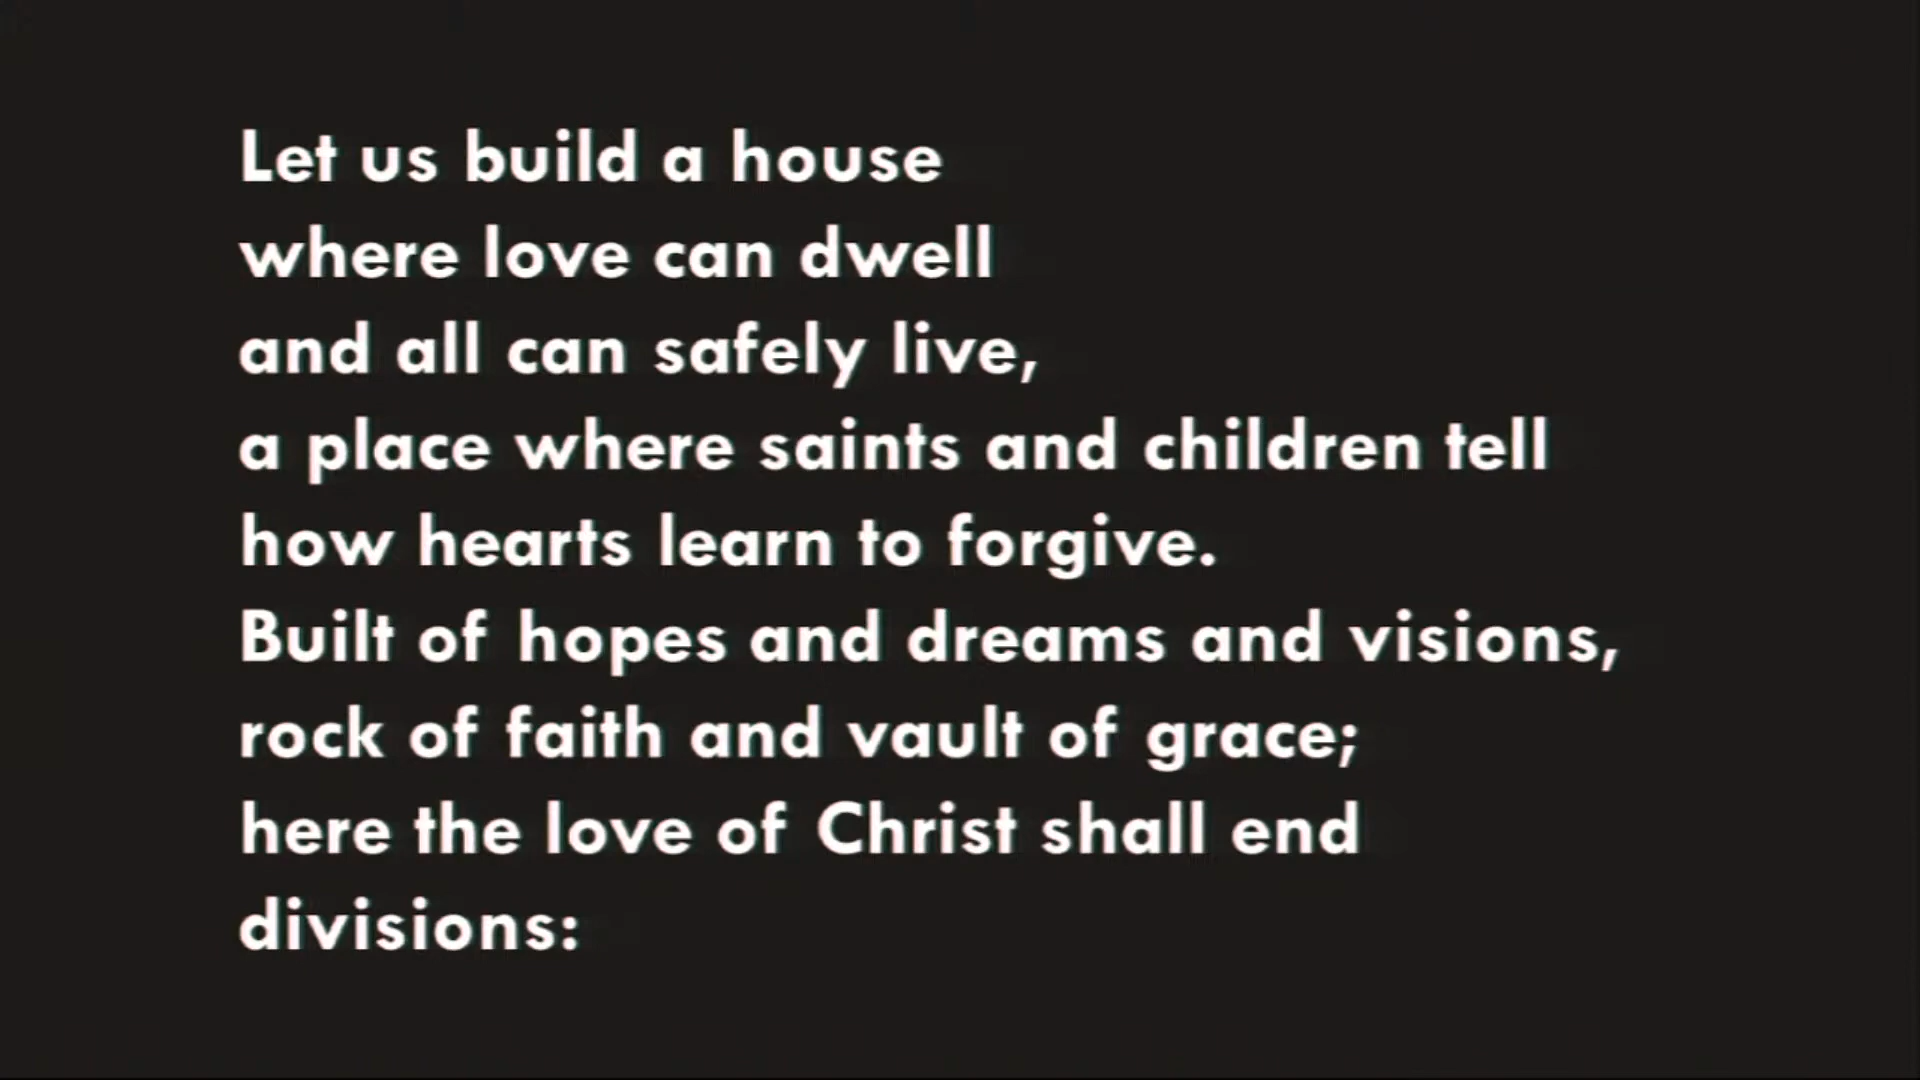 Let us build a house
where love can dwell
and all can safely live,
a place where saints and children tell
how hearts learn to forgive.
Built of hopes and dreams and visions,
rock of faith and vault of grace;
here the love of Christ shall end
divisions: